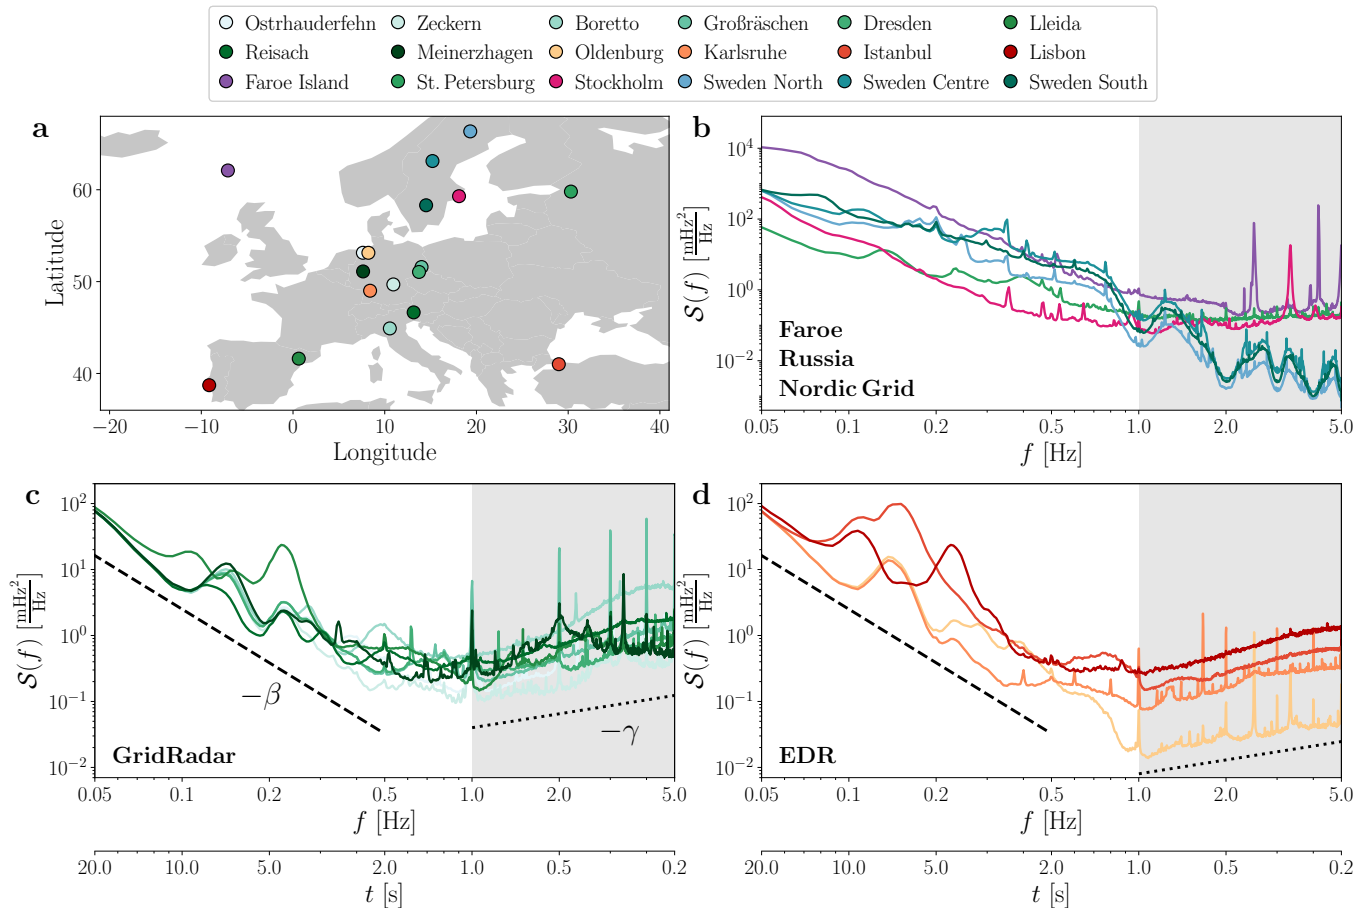 Ostrhauderfehn Zeckern Boretto Großräschen Dresden Lleida
Reisach Meinerzhagen Oldenburg Karlsruhe Istanbul Lisbon
Faroe Island St. Petersburg Stockholm Sweden North Sweden Centre Sweden South
a
60
50
40
Latitude
−20 −10 0 10 20 30 40
Longitude
b
10^4
10^2
10^0
10^−2
S(f) [mHz²/Hz]
Faroe
Russia
Nordic Grid
0.05 0.1 0.2 0.5 1.0 2.0 5.0
f [Hz]
c
10^2
10^1
10^0
10^−1
10^−2
S(f) [mHz²/Hz]
−β
−γ
GridRadar
0.05 0.1 0.2 0.5 1.0 2.0 5.0
f [Hz]
20.0 10.0 5.0 2.0 1.0 0.5 0.2
t [s]
d
10^2
10^1
10^0
10^−1
10^−2
S(f) [mHz²/Hz]
EDR
0.05 0.1 0.2 0.5 1.0 2.0 5.0
f [Hz]
20.0 10.0 5.0 2.0 1.0 0.5 0.2
t [s]